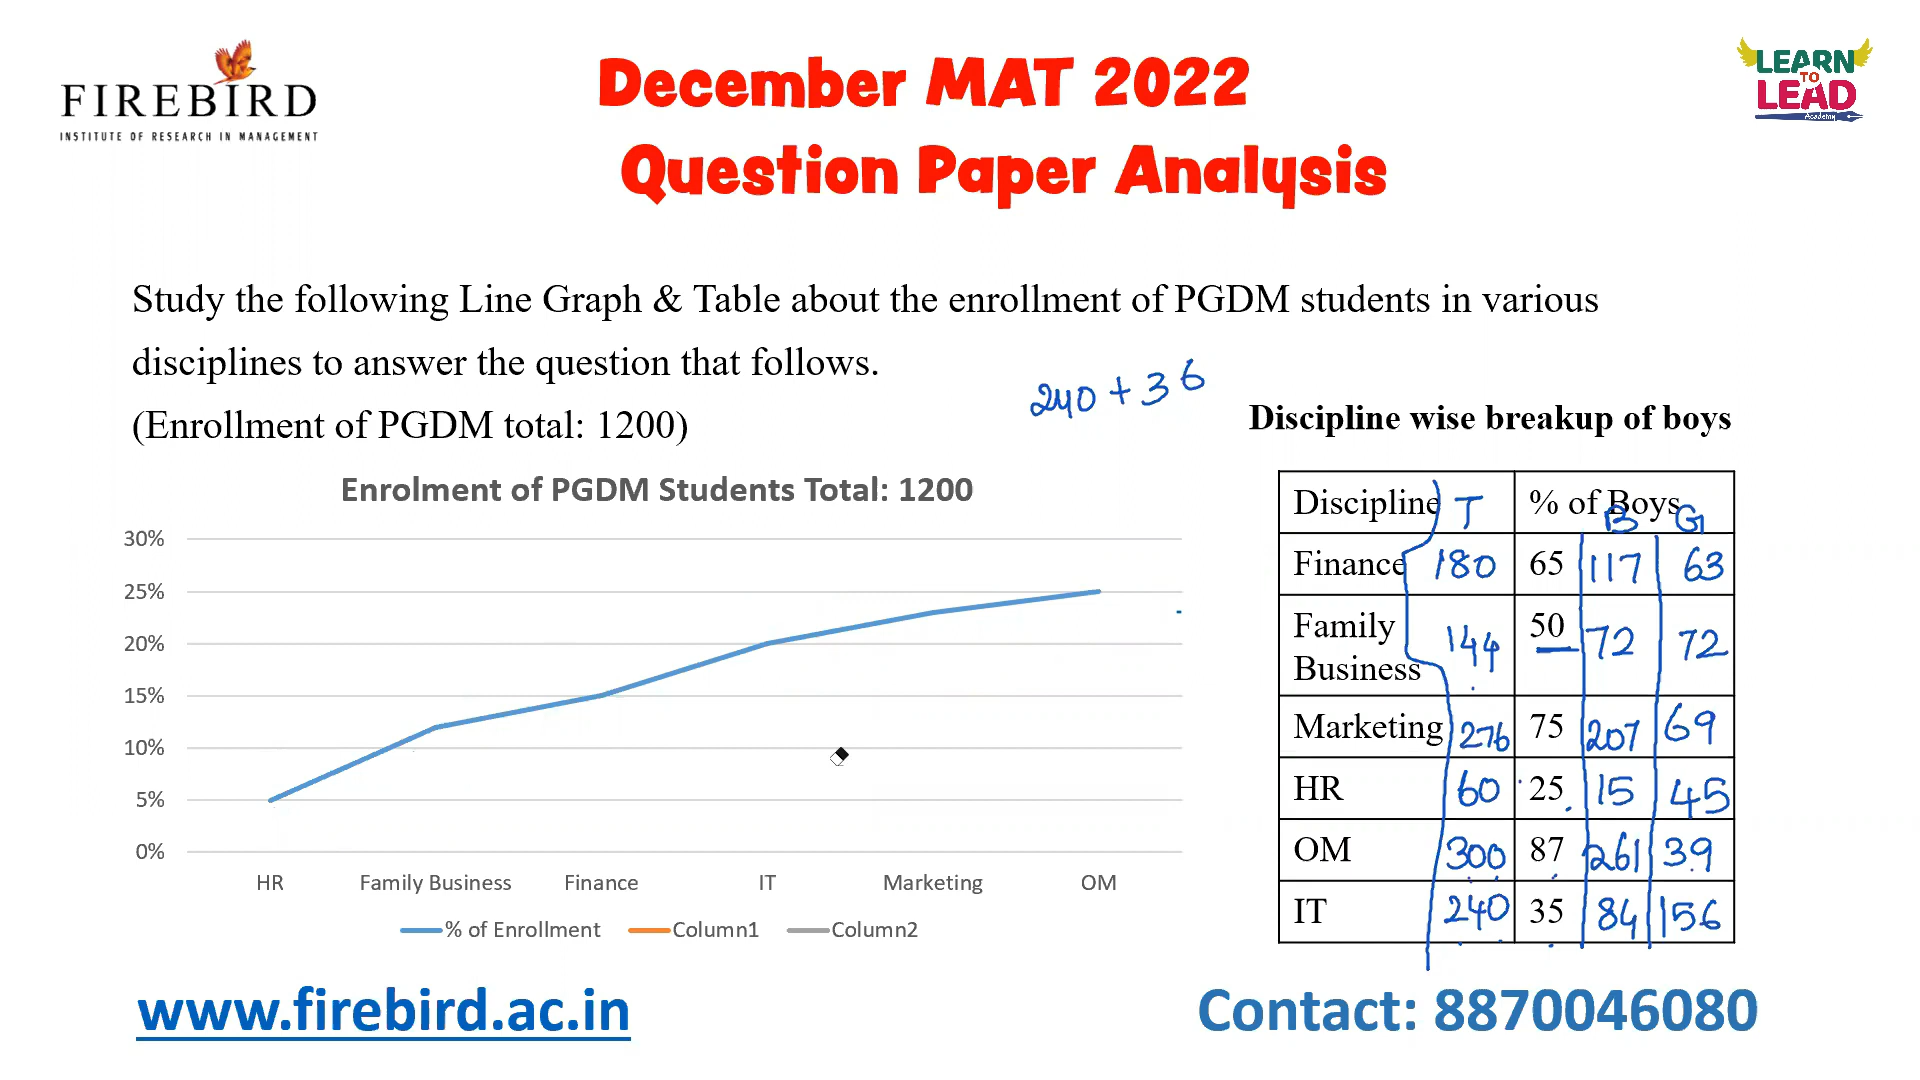 FIREBIRD
INSTITUTE OF RESEARCH IN MANAGEMENT
December MAT 2022
Question Paper Analysis
LEARN
TO
LEAD
Academy
Study the following Line Graph & Table about the enrollment of PGDM students in various
disciplines to answer the question that follows.
(Enrollment of PGDM total: 1200)
240 + 36
Enrolment of PGDM Students Total: 1200
30%
25%
20%
15%
10%
5%
0%
HR Family Business Finance IT Marketing OM
% of Enrollment Column1 Column2
Discipline wise breakup of boys
Discipline T % of Boys B G
Finance 180 65 117 63
Family Business 144 50 72 72
Marketing 276 75 207 69
HR 60 25 15 45
OM 300 87 261 39
IT 240 35 84 156
www.firebird.ac.in
Contact: 8870046080